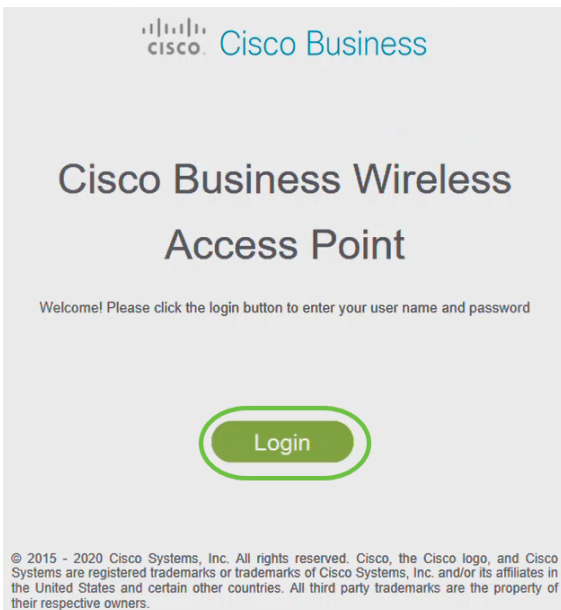 cisco. Cisco Business
Cisco Business Wireless
Access Point
Welcome! Please click the login button to enter your user name and password
Login
© 2015 - 2020 Cisco Systems, Inc. All rights reserved. Cisco, the Cisco logo, and Cisco
Systems are registered trademarks or trademarks of Cisco Systems, Inc. and/or its affiliates in
the United States and certain other countries. All third party trademarks are the property of
their respective owners.